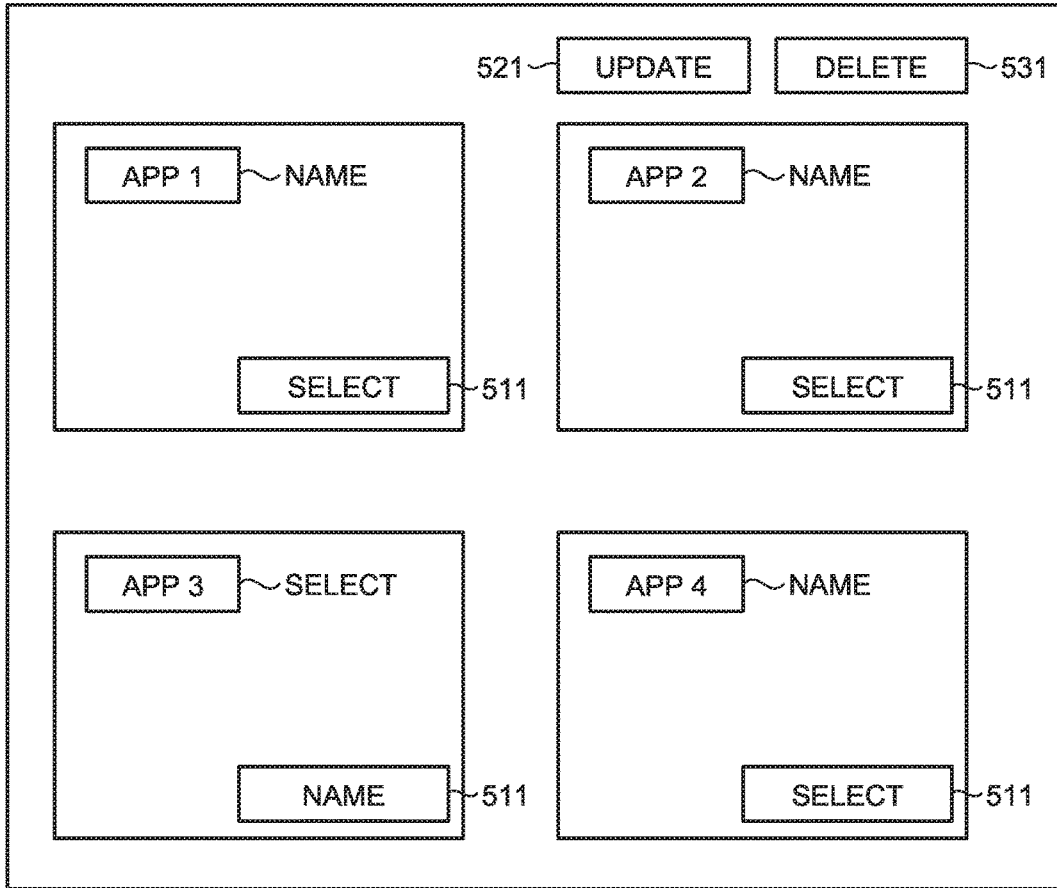 521 UPDATE DELETE 531
APP 1 NAME
APP 2 NAME
SELECT 511
SELECT 511
APP 3 SELECT
APP 4 NAME
NAME 511
SELECT 511